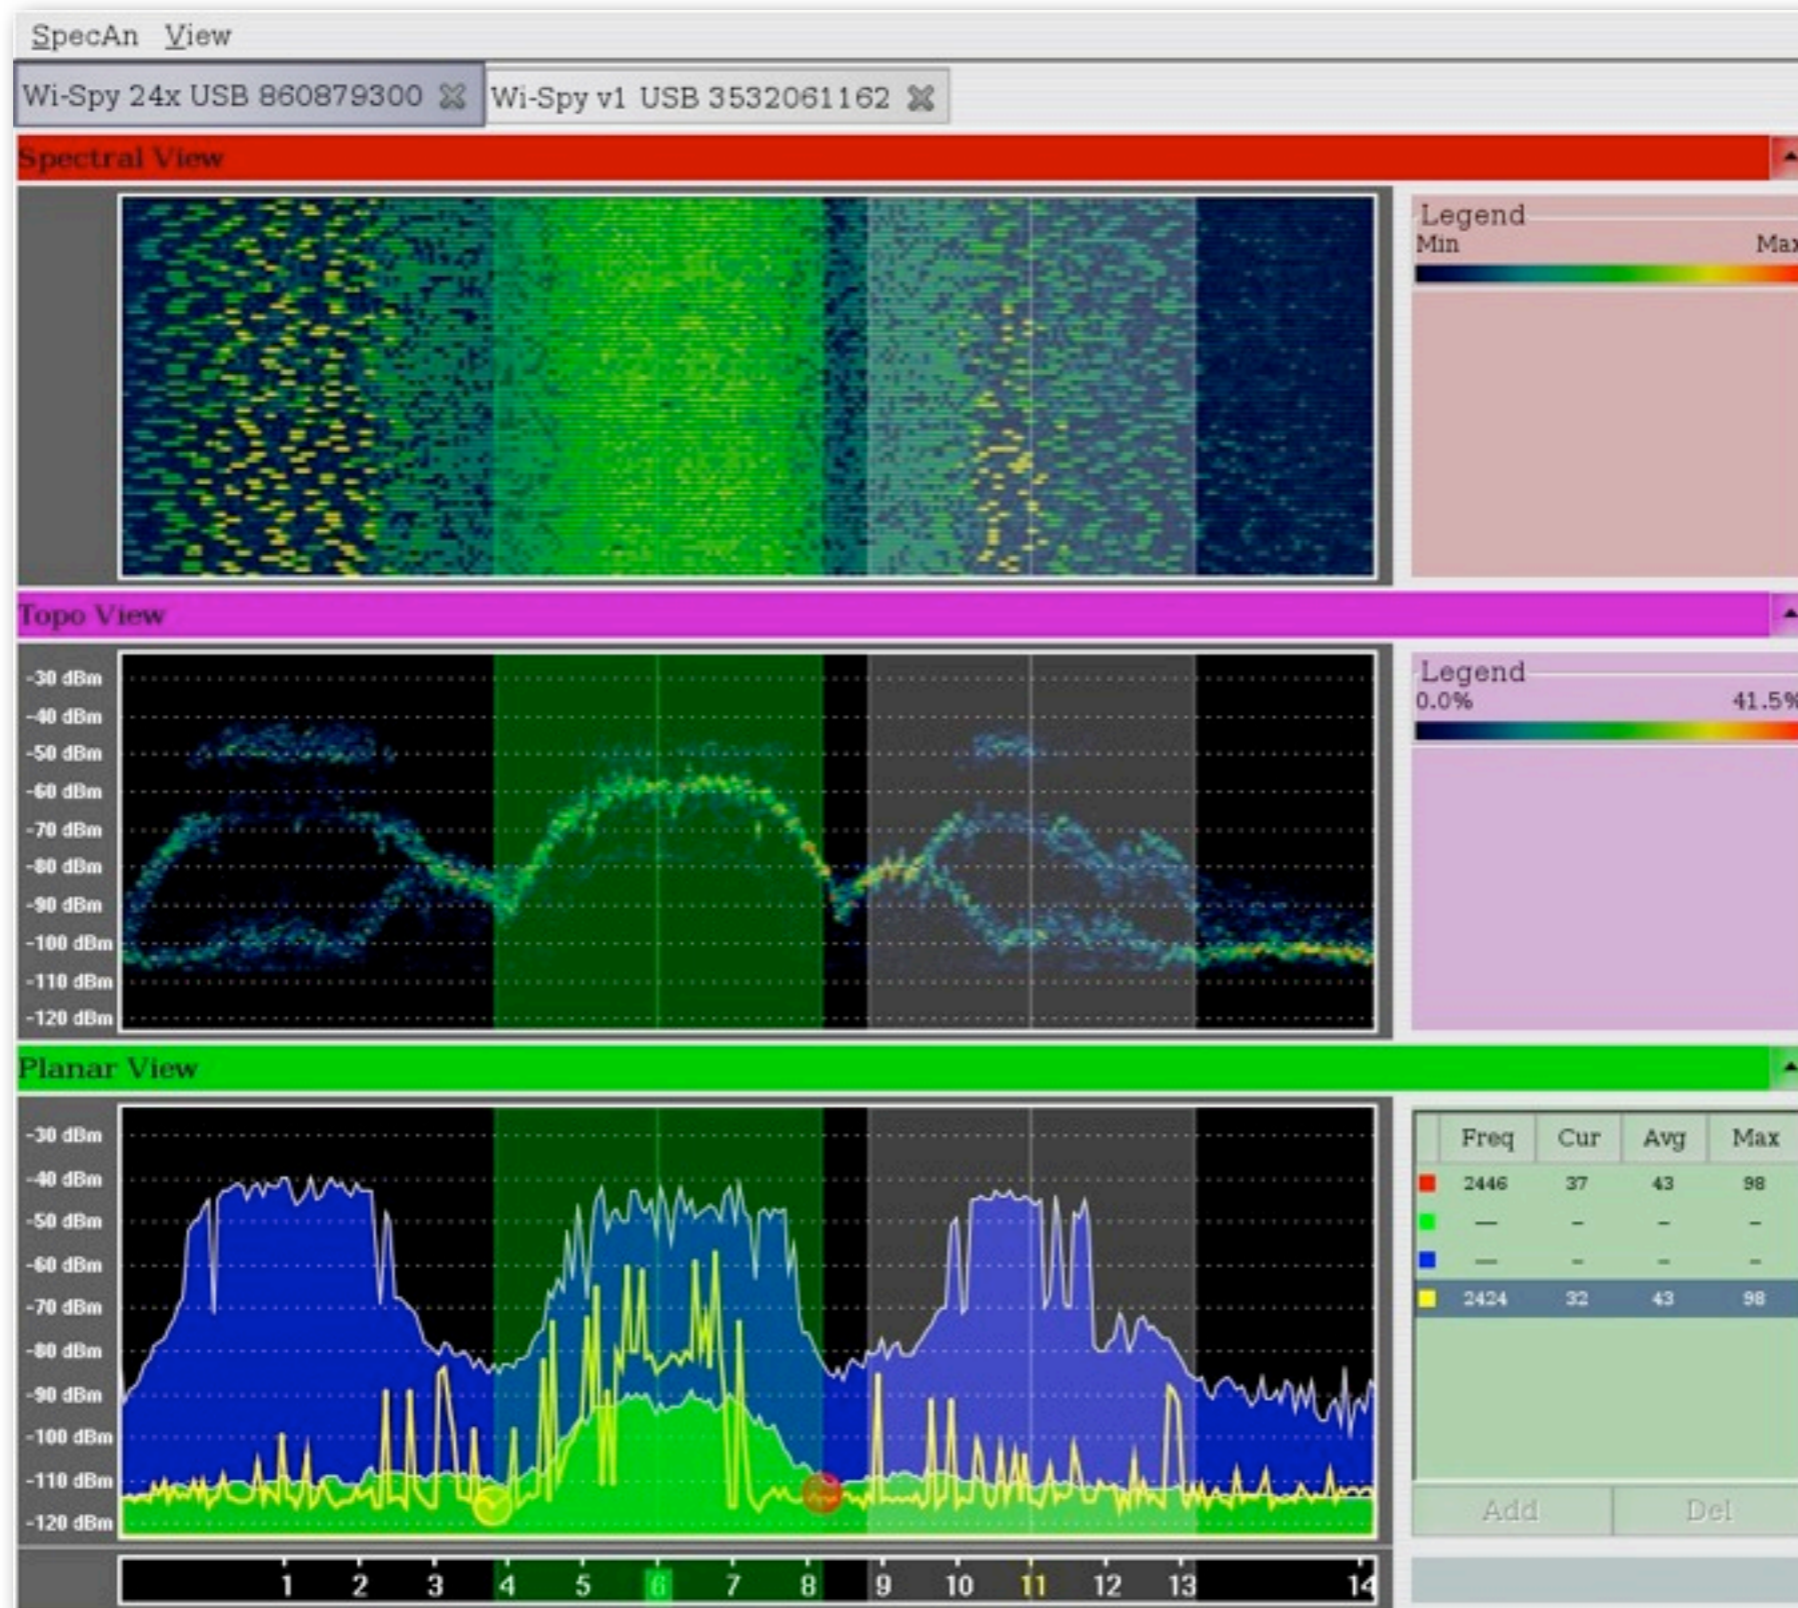 SpecAn View
Wi-Spy 24x USB 860879300 Wi-Spy v1 USB 3532061162
Spectral View
Legend
Min Max
Topo View
-30 dBm
-40 dBm
-50 dBm
-60 dBm
-70 dBm
-80 dBm
-90 dBm
-100 dBm
-110 dBm
-120 dBm
Legend
0.0% 41.5%
Planar View
-30 dBm
-40 dBm
-50 dBm
-60 dBm
-70 dBm
-80 dBm
-90 dBm
-100 dBm
-110 dBm
-120 dBm
Freq Cur Avg Max
2446 37 43 98
— - - -
— - - -
2424 32 43 98
Add Del
1 2 3 4 5 6 7 8 9 10 11 12 13 14